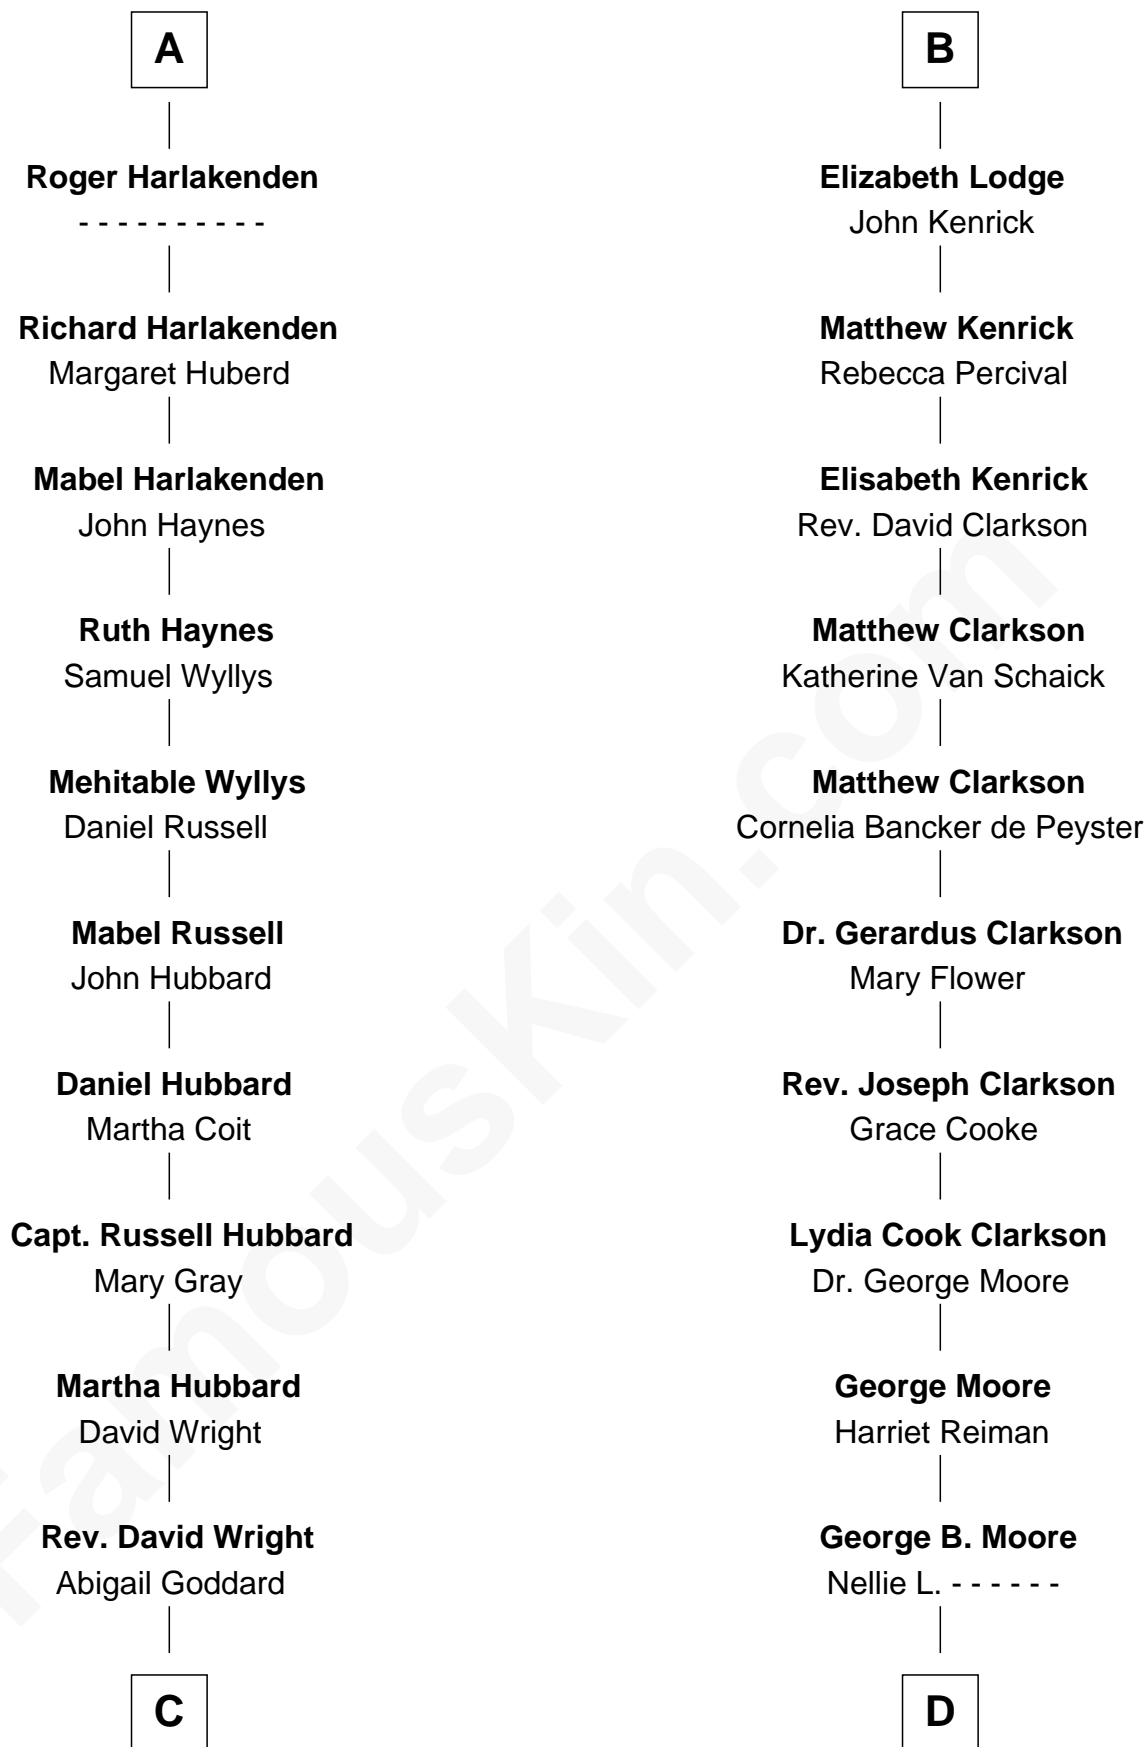 A
Roger Harlakenden
- - - - - - - - - -
Richard Harlakenden
Margaret Huberd
Mabel Harlakenden
John Haynes
Ruth Haynes
Samuel Wyllys
Mehitable Wyllys
Daniel Russell
Mabel Russell
John Hubbard
Daniel Hubbard
Martha Coit
Capt. Russell Hubbard
Mary Gray
Martha Hubbard
David Wright
Rev. David Wright
Abigail Goddard
C
B
Elizabeth Lodge
John Kenrick
Matthew Kenrick
Rebecca Percival
Elisabeth Kenrick
Rev. David Clarkson
Matthew Clarkson
Katherine Van Schaick
Matthew Clarkson
Cornelia Bancker de Peyster
Dr. Gerardus Clarkson
Mary Flower
Rev. Joseph Clarkson
Grace Cooke
Lydia Cook Clarkson
Dr. George Moore
George Moore
Harriet Reiman
George B. Moore
Nellie L. - - - - - -
D
FamousKin.com